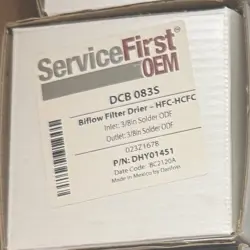 ServiceFirst®
OEM
DCB 083S
Biflow Filter Drier – HFC-HCFC
Inlet: 3/8in Solder ODF
Outlet: 3/8in Solder ODF
023Z1678
P/N: DHY01451
Date Code: BC2120A
Made in Mexico by Danfoss